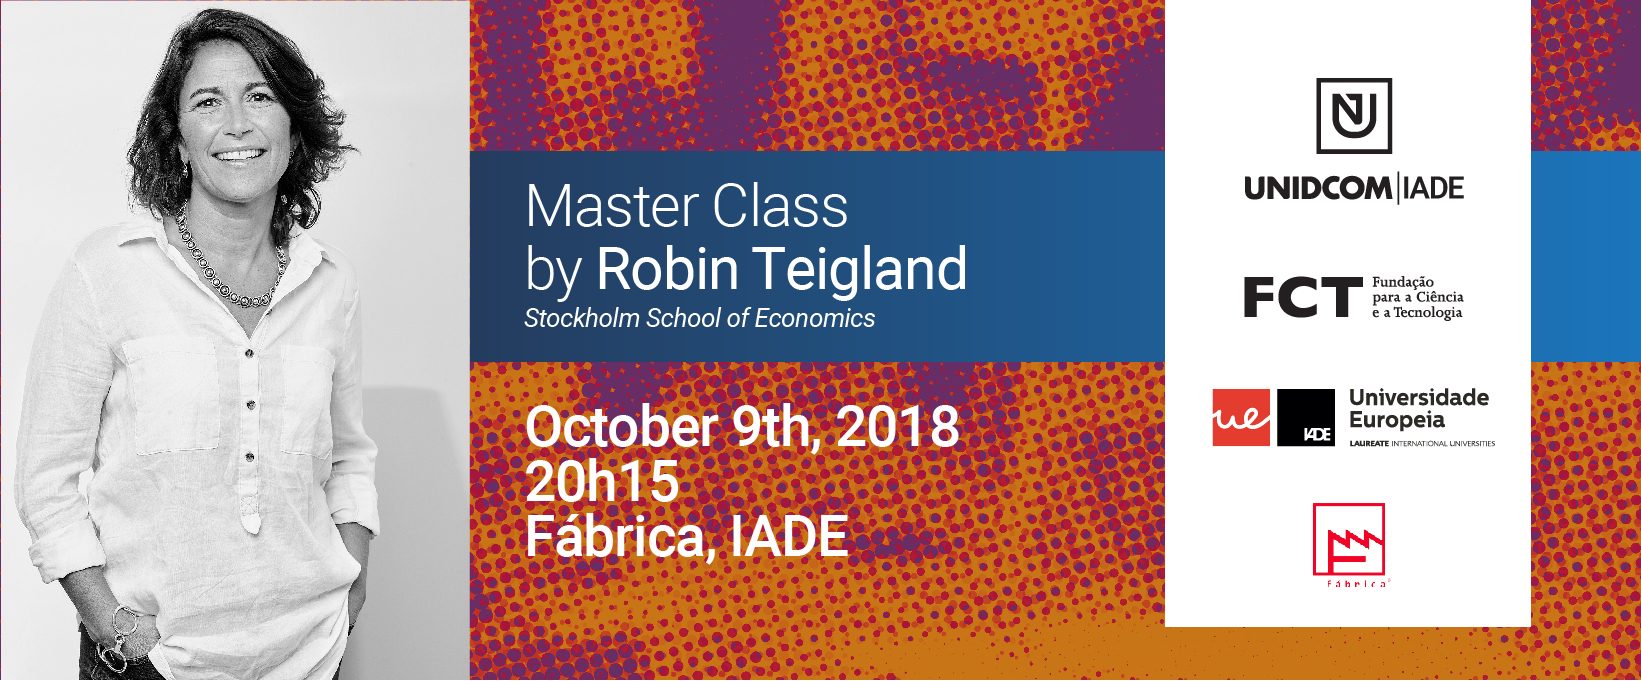 Master Class
by Robin Teigland
Stockholm School of Economics
October 9th, 2018
20h15
Fábrica, IADE
UNIDCOM|IADE
FCT Fundação
para a Ciência
e a Tecnologia
ue
IADE
Universidade
Europeia
LAUREATE INTERNATIONAL UNIVERSITIES
Fábrica